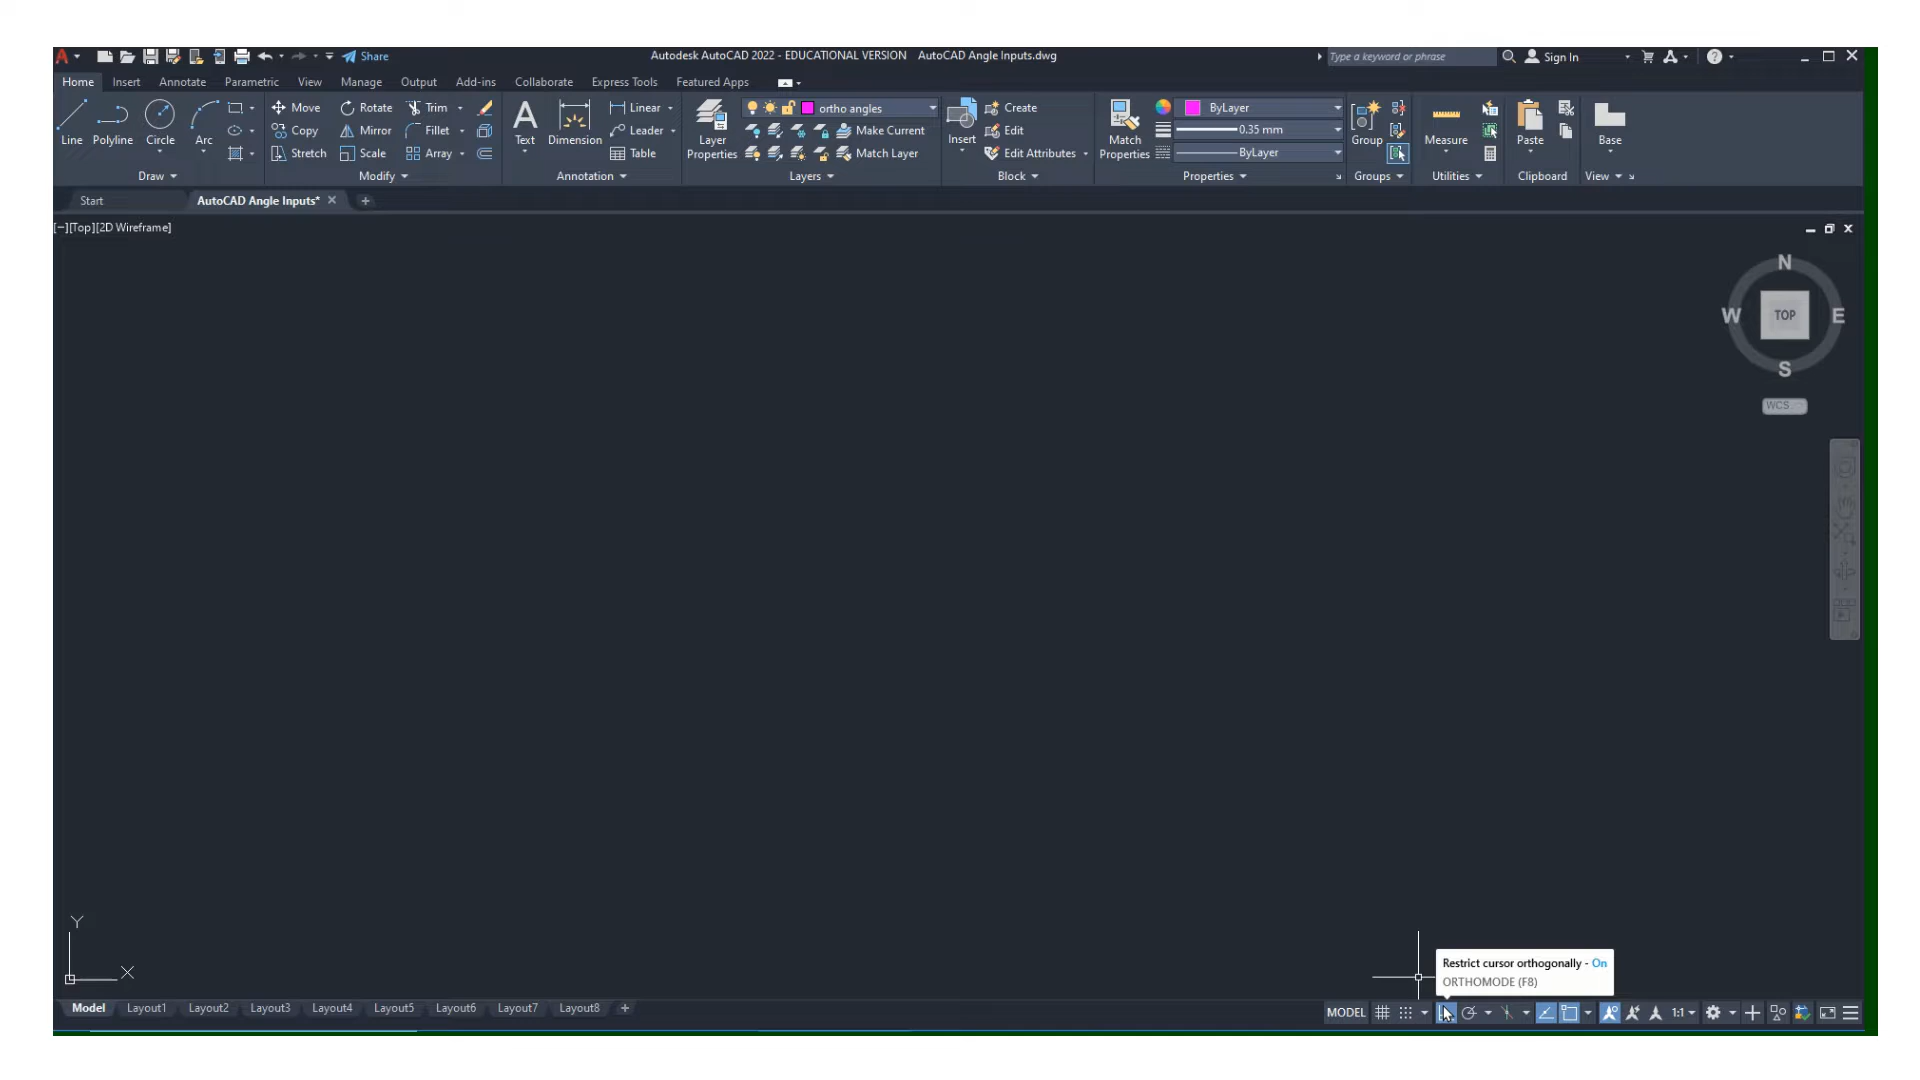 Share
Autodesk AutoCAD 2022 - EDUCATIONAL VERSION AutoCAD Angle Inputs.dwg
Type a keyword or phrase
Sign In
Home Insert Annotate Parametric View Manage Output Add-ins Collaborate Express Tools Featured Apps
Move Rotate Trim Linear ortho angles Create ByLayer
Copy Mirror Fillet Leader Make Current Edit 0.35 mm
Line Polyline Circle Arc Text Dimension Layer Properties Insert Match Properties Group Measure Paste Base
Stretch Scale Array Table Match Layer Edit Attributes ByLayer
Draw Modify Annotation Layers Block Properties Groups Utilities Clipboard View
Start AutoCAD Angle Inputs*
[−][Top][2D Wireframe]
N
W TOP E
S
WCS
Y
X
Restrict cursor orthogonally - On
ORTHOMODE (F8)
Model Layout1 Layout2 Layout3 Layout4 Layout5 Layout6 Layout7 Layout8 +
MODEL 1:1